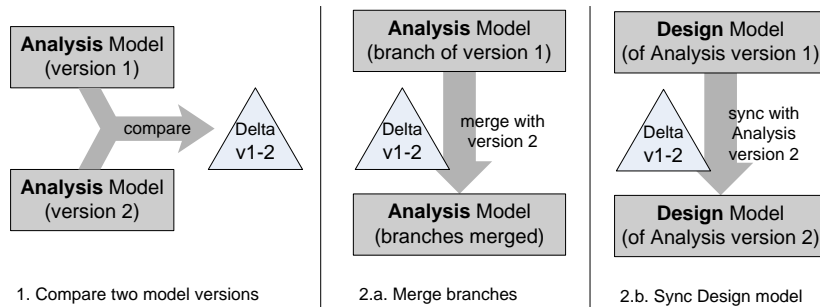 Analysis Model
(version 1)
compare
Delta
v1-2
Analysis Model
(version 2)
1. Compare two model versions
Analysis Model
(branch of version 1)
Delta
v1-2
merge with
version 2
Analysis Model
(branches merged)
2.a. Merge branches
Design Model
(of Analysis version 1)
Delta
v1-2
sync with
Analysis
version 2
Design Model
(of Analysis version 2)
2.b. Sync Design model